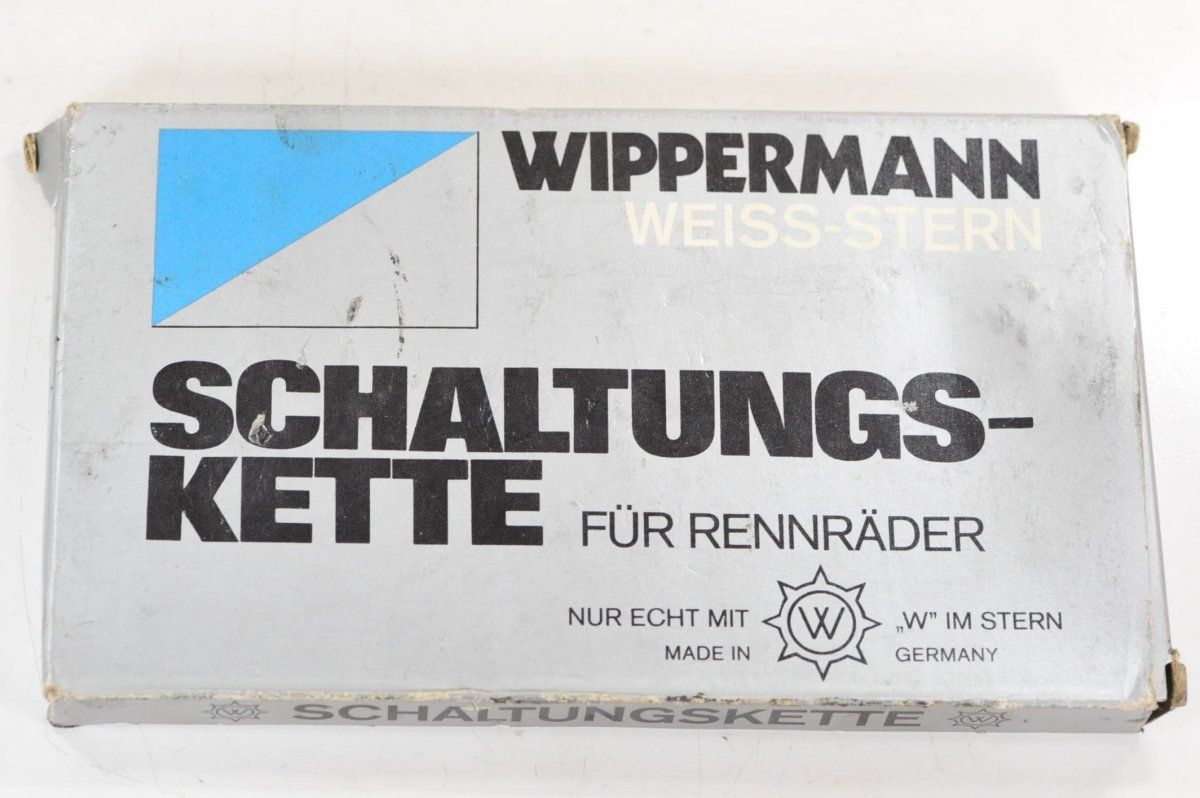 WIPPERMANN
WEISS-STERN
SCHALTUNGS-
KETTE FÜR RENNRÄDER
NUR ECHT MIT W „W” IM STERN
MADE IN GERMANY
W SCHALTUNGSKETTE W